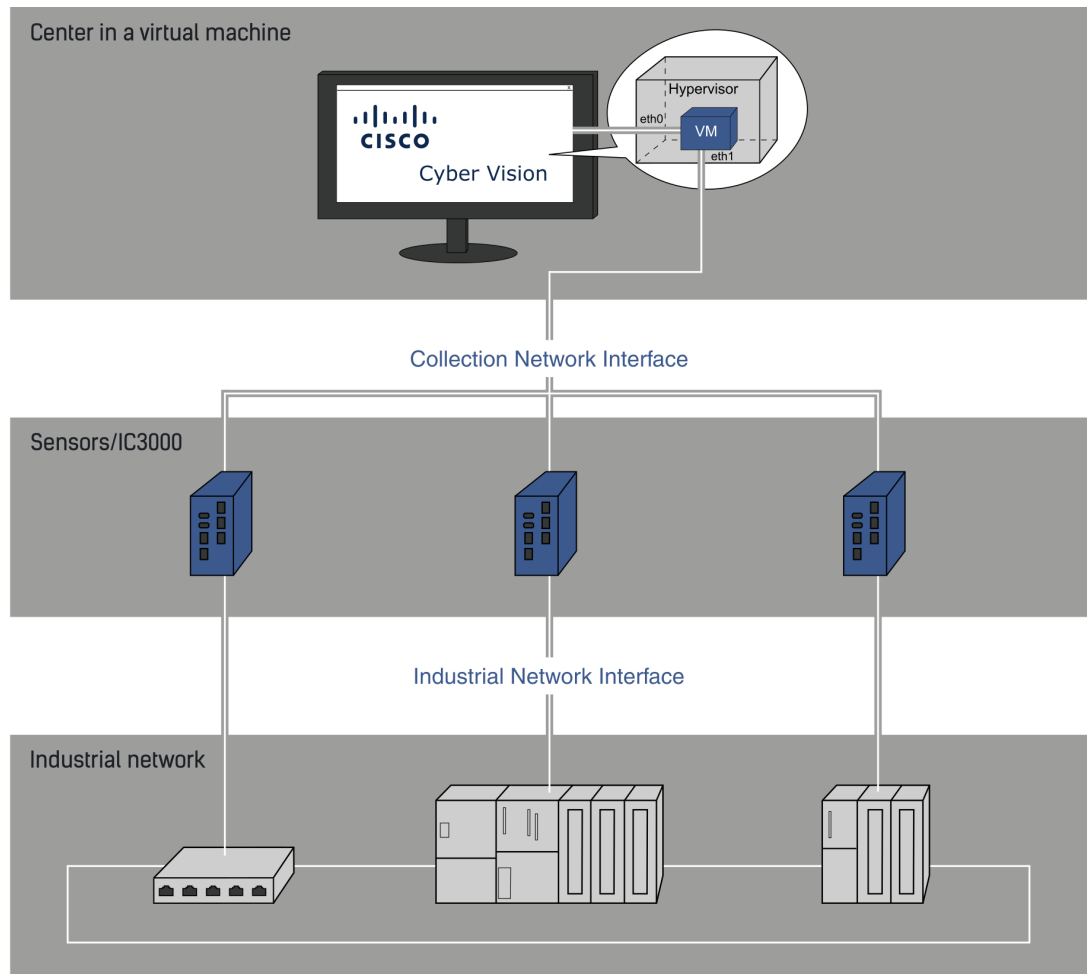 Center in a virtual machine
x
Hypervisor
eth0
VM
eth1
CISCO
Cyber Vision
Collection Network Interface
Sensors/IC3000
Industrial Network Interface
Industrial network